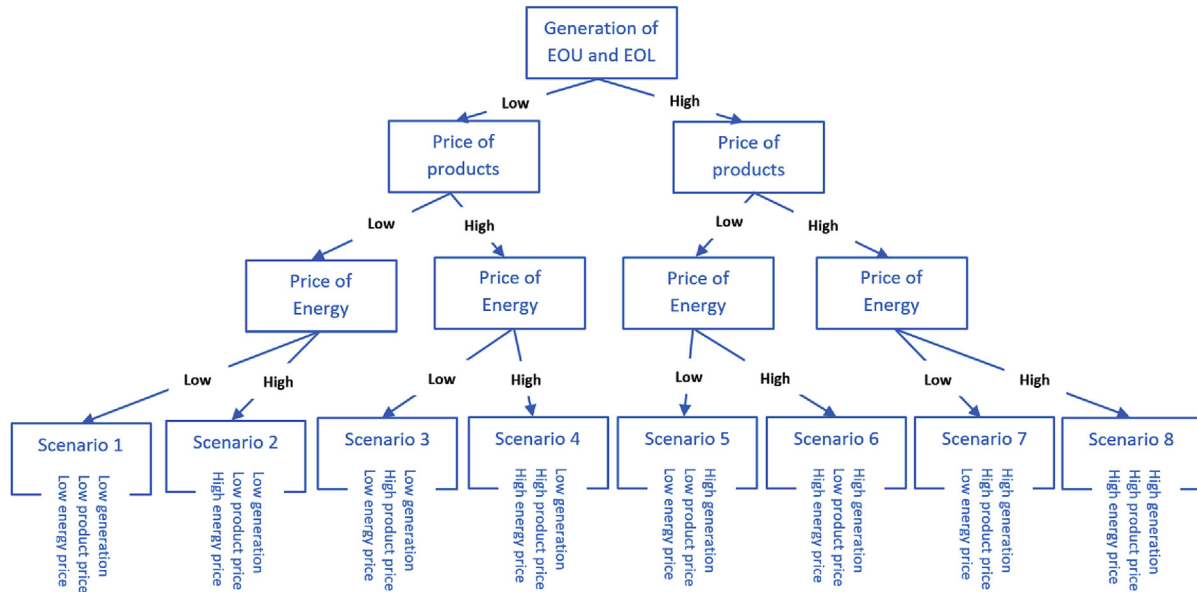 Generation of
EOU and EOL
Low
High
Price of
products
Price of
products
Low
High
Low
High
Price of
Energy
Price of
Energy
Price of
Energy
Price of
Energy
Low
High
Low
High
Low
High
Low
High
Scenario 1
Scenario 2
Scenario 3
Scenario 4
Scenario 5
Scenario 6
Scenario 7
Scenario 8
Low generation
Low product price
Low energy price
Low generation
Low product price
High energy price
Low generation
High product price
Low energy price
Low generation
High product price
High energy price
High generation
Low product price
Low energy price
High generation
Low product price
High energy price
High generation
High product price
Low energy price
High generation
High product price
High energy price